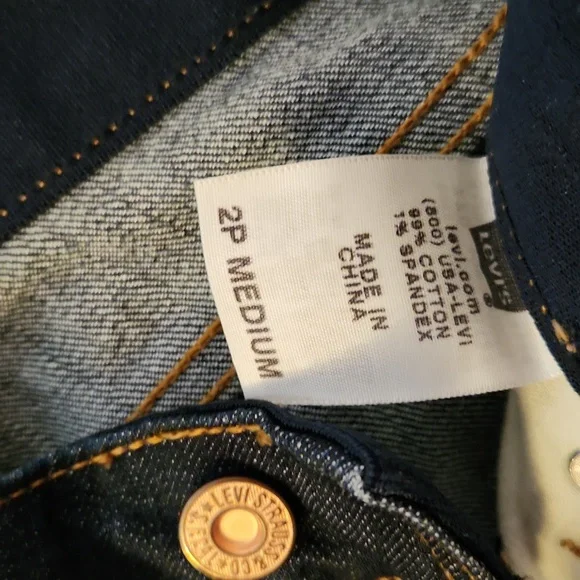 Levi's
®
levi.com
(800) USA-LEVI
99% COTTON
1% SPANDEX
MADE IN
CHINA
2P MEDIUM
LEVI STRAUSS & CO